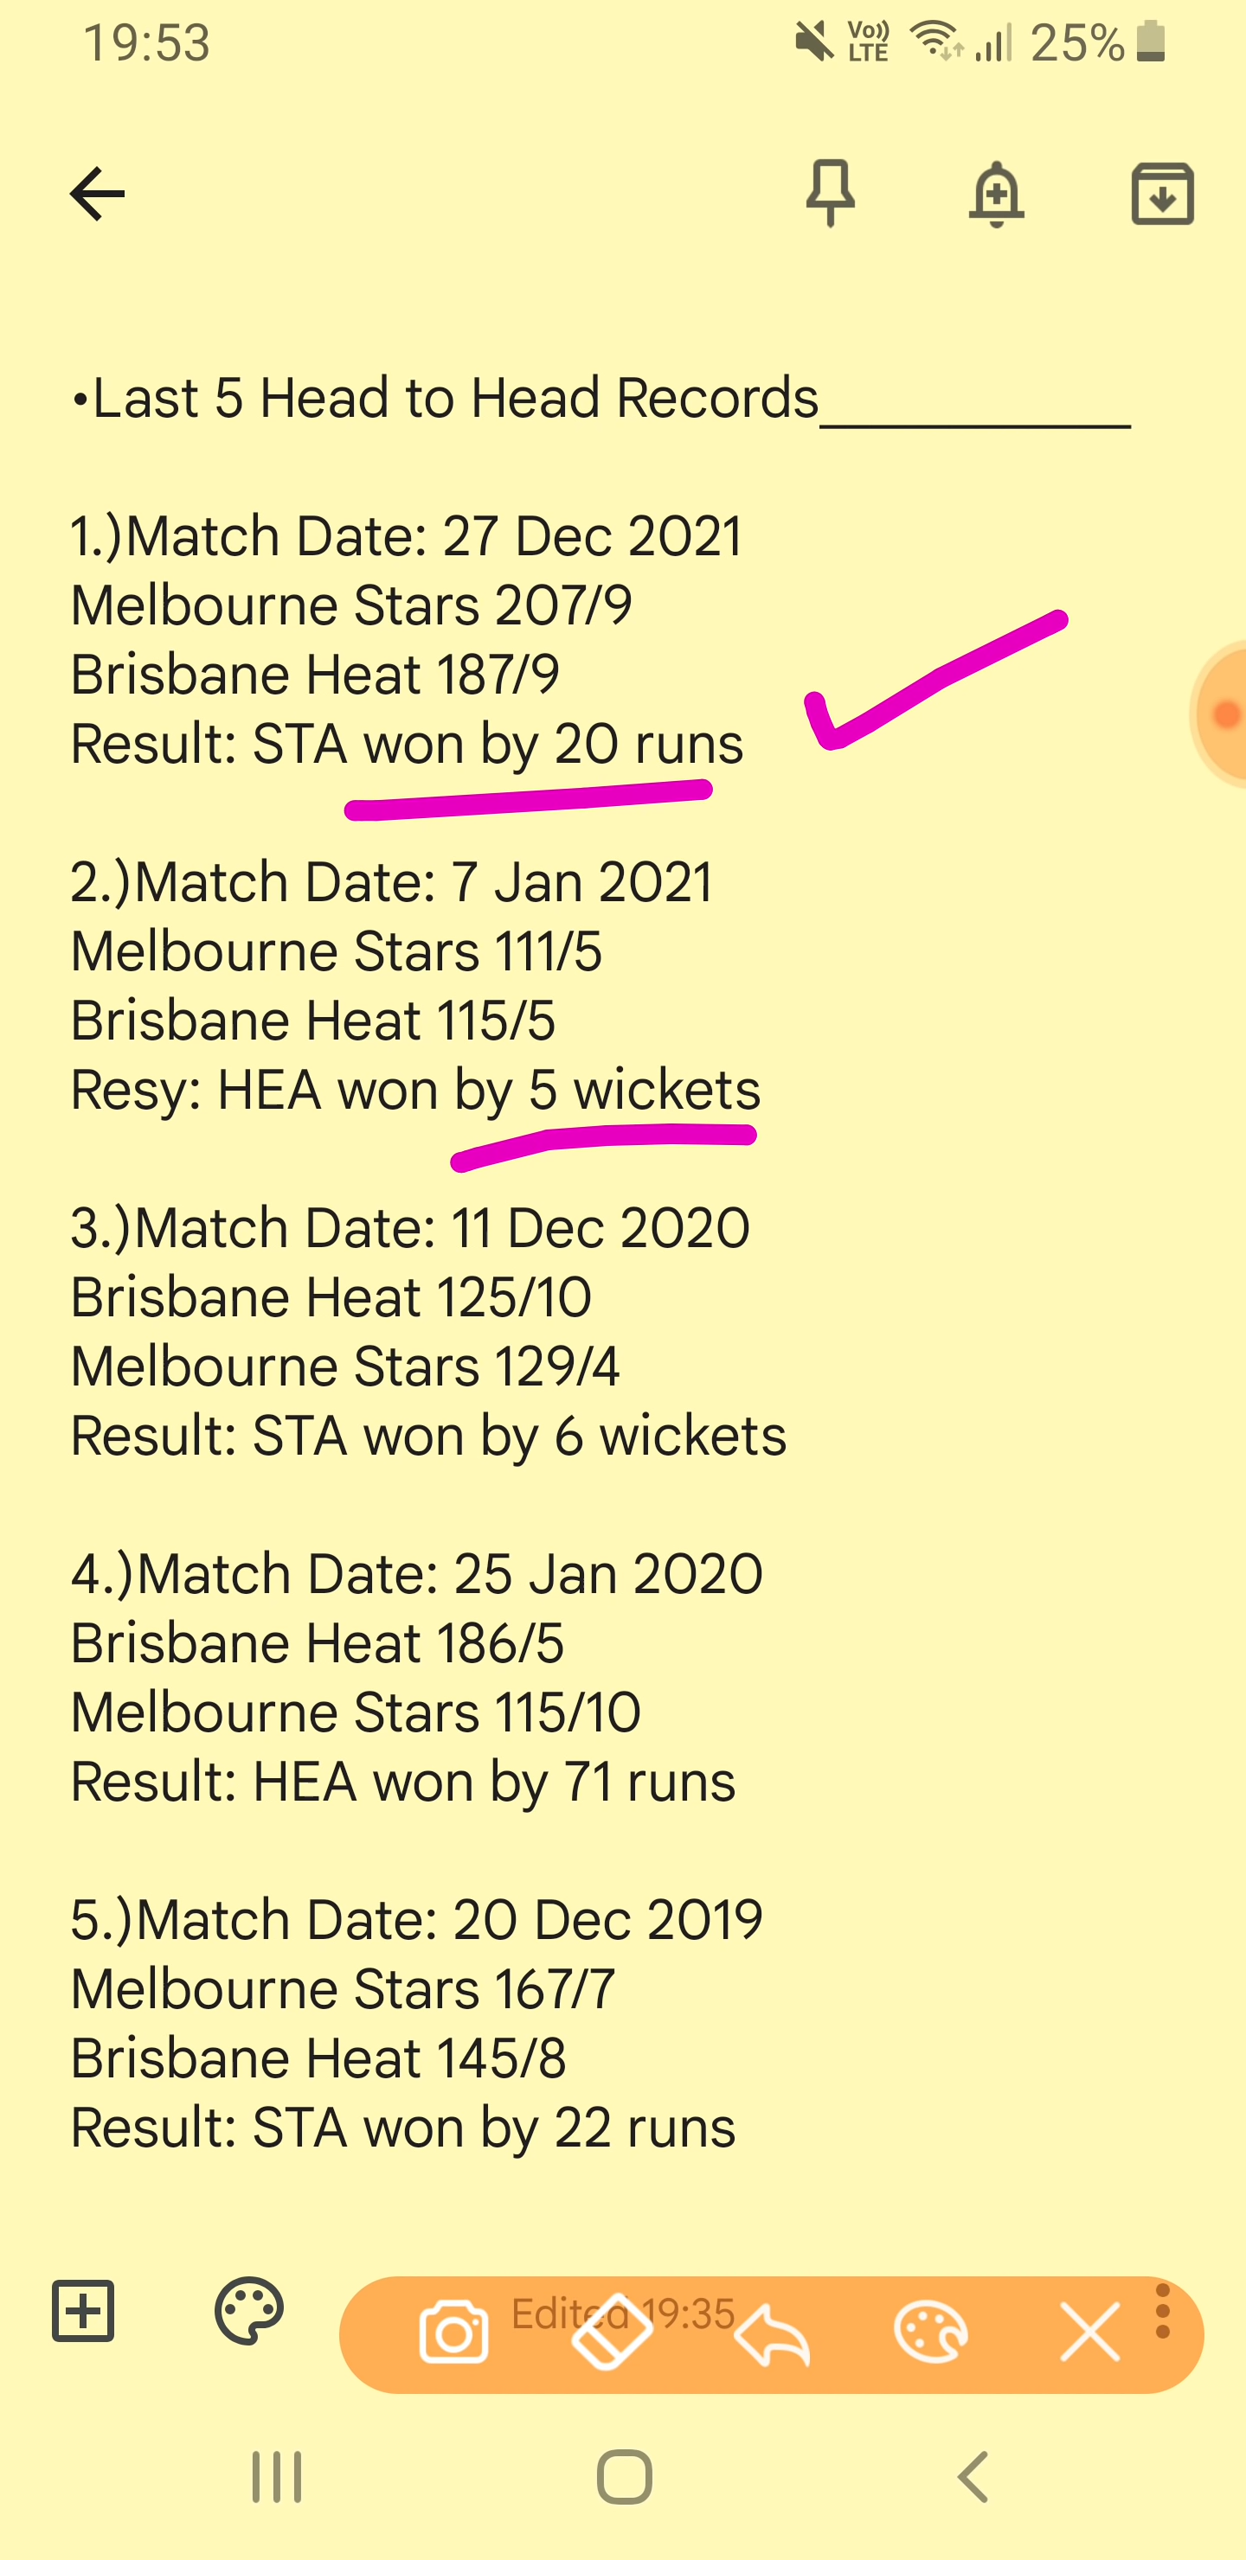 19:53 Vo)) LTE 25%
•Last 5 Head to Head Records_________
1.)Match Date: 27 Dec 2021
Melbourne Stars 207/9
Brisbane Heat 187/9
Result: STA won by 20 runs
2.)Match Date: 7 Jan 2021
Melbourne Stars 111/5
Brisbane Heat 115/5
Resy: HEA won by 5 wickets
3.)Match Date: 11 Dec 2020
Brisbane Heat 125/10
Melbourne Stars 129/4
Result: STA won by 6 wickets
4.)Match Date: 25 Jan 2020
Brisbane Heat 186/5
Melbourne Stars 115/10
Result: HEA won by 71 runs
5.)Match Date: 20 Dec 2019
Melbourne Stars 167/7
Brisbane Heat 145/8
Result: STA won by 22 runs
Edited 19:35